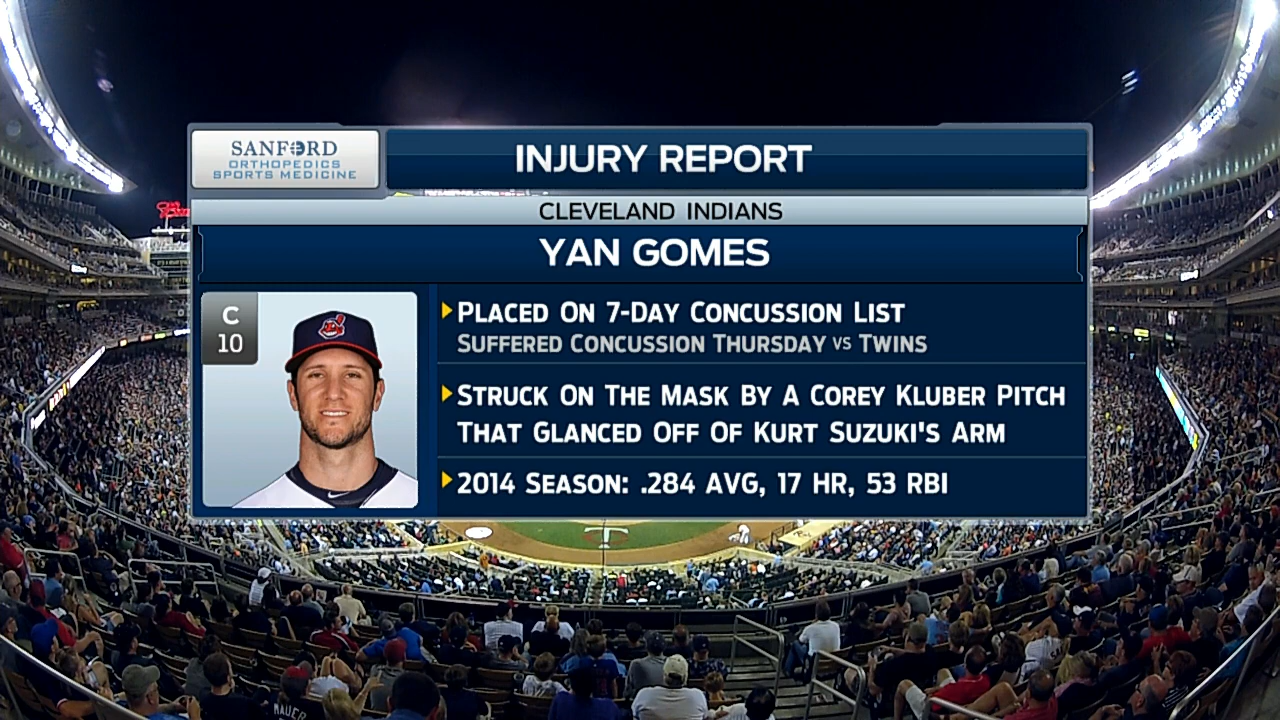 SANFORD
ORTHOPEDICS
SPORTS MEDICINE
INJURY REPORT
CLEVELAND INDIANS
YAN GOMES
C
10
PLACED ON 7-DAY CONCUSSION LIST
SUFFERED CONCUSSION THURSDAY VS TWINS
STRUCK ON THE MASK BY A COREY KLUBER PITCH
THAT GLANCED OFF OF KURT SUZUKI'S ARM
2014 SEASON: .284 AVG, 17 HR, 53 RBI
MAUER